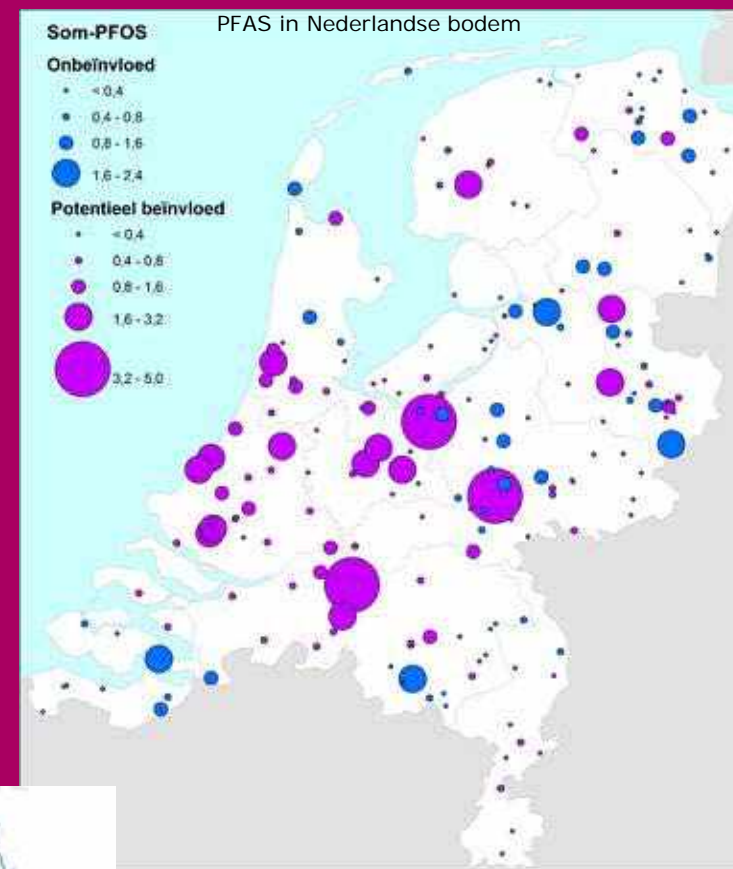 PFAS in Nederlandse bodem
Som-PFOS
Onbeïnvloed
< 0,4
0,4 - 0,8
0,8 - 1,6
1,6 - 2,4
Potentieel beïnvloed
< 0,4
0,4 - 0,8
0,8 - 1,6
1,6 - 3,2
3,2 - 5,0